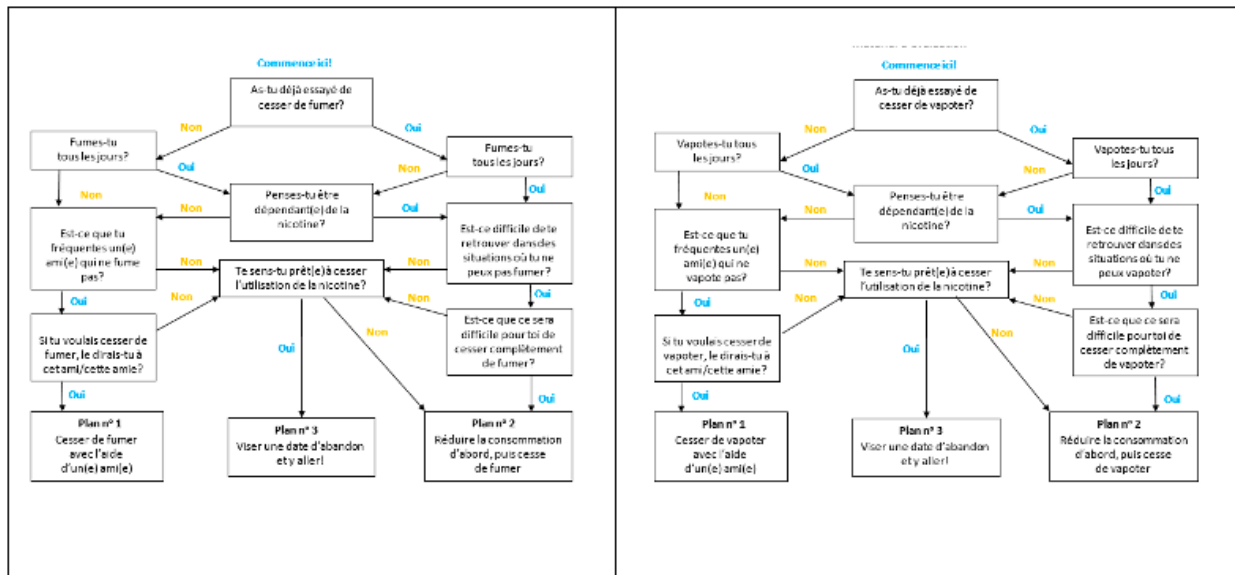 Commence ici!
As-tu déjà essayé de
cesser de fumer?
Non
Oui
Fumes-tu
tous les jours?
Fumes-tu
tous les jours?
Oui
Non
Non
Oui
Penses-tu être
dépendant(e) de la
nicotine?
Non
Oui
Est-ce que tu
fréquentes un(e)
ami(e) qui ne fume
pas?
Est-ce difficile de te
retrouver dans des
situations où tu ne
peux pas fumer?
Non
Non
Te sens-tu prêt(e) à cesser
l'utilisation de la nicotine?
Oui
Non
Non
Oui
Si tu voulais cesser de
fumer, le dirais-tu à
cet ami/cette amie?
Est-ce que ce sera
difficile pour toi de
cesser complètement
de fumer?
Oui
Non
Oui
Oui
Plan n° 1
Cesser de fumer
avec l'aide
d'un(e) ami(e)
Plan n° 3
Viser une date d'abandon
et y aller!
Plan n° 2
Réduire la consommation
d'abord, puis cesse
de fumer
Commence ici!
As-tu déjà essayé de
cesser de vapoter?
Non
Oui
Vapotes-tu tous
les jours?
Vapotes-tu tous
les jours?
Oui
Non
Non
Oui
Penses-tu être
dépendant(e) de la
nicotine?
Non
Oui
Est-ce que tu
fréquentes un(e)
ami(e) qui ne
vapote pas?
Est-ce difficile de te
retrouver dans des
situations où tu ne
peux vapoter?
Non
Non
Te sens-tu prêt(e) à cesser
l'utilisation de la nicotine?
Oui
Non
Non
Oui
Si tu voulais cesser de
vapoter, le dirais-tu à
cet ami/cette amie?
Est-ce que ce sera
difficile pour toi de
cesser complètement
de vapoter?
Oui
Non
Oui
Oui
Plan n° 1
Cesser de vapoter
avec l'aide
d'un(e) ami(e)
Plan n° 3
Viser une date d'abandon
et y aller!
Plan n° 2
Réduire la consommation
d'abord, puis cesse
de vapoter